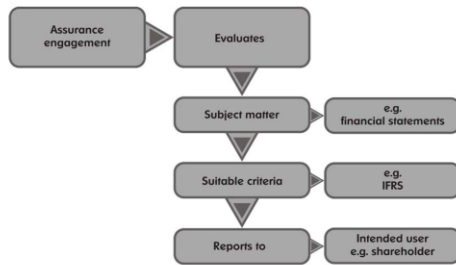 Assurance
engagement
Evaluates
Subject matter
e.g.
financial statements
Suitable criteria
e.g.
IFRS
Reports to
Intended user
e.g. shareholder